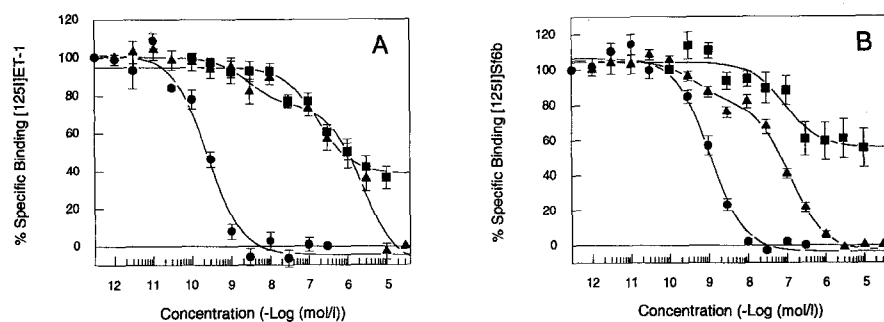 120
100
80
60
40
20
0
% Specific Binding [125I]ET-1
A
12 11 10 9 8 7 6 5
Concentration (-Log (mol/l))
120
100
80
60
40
20
0
% Specific Binding [125I]Sf6b
B
12 11 10 9 8 7 6 5
Concentration (-Log (mol/l))